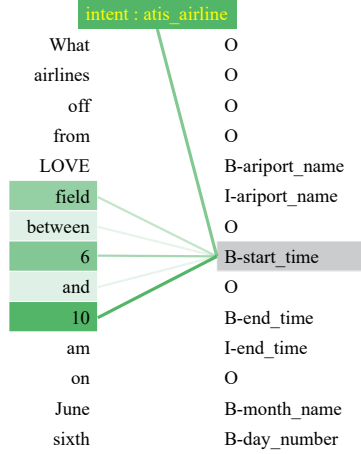 intent : atis_airline
What O
airlines O
off O
from O
LOVE B-ariport_name
field I-ariport_name
between O
6 B-start_time
and O
10 B-end_time
am I-end_time
on O
June B-month_name
sixth B-day_number